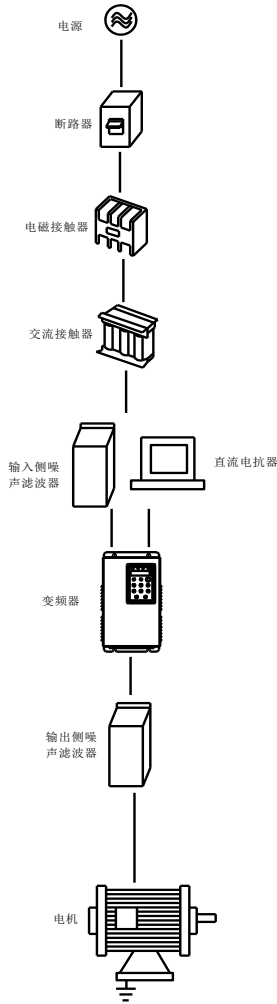 电源
断路器
电磁接触器
交流接触器
输入侧噪
声滤波器
直流电抗器
变频器
输出侧噪
声滤波器
电机